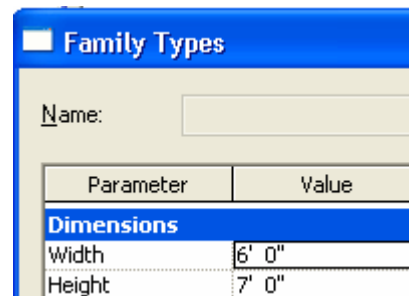 Family Types
Name:
Parameter Value
Dimensions
Width 6' 0"
Height 7' 0"